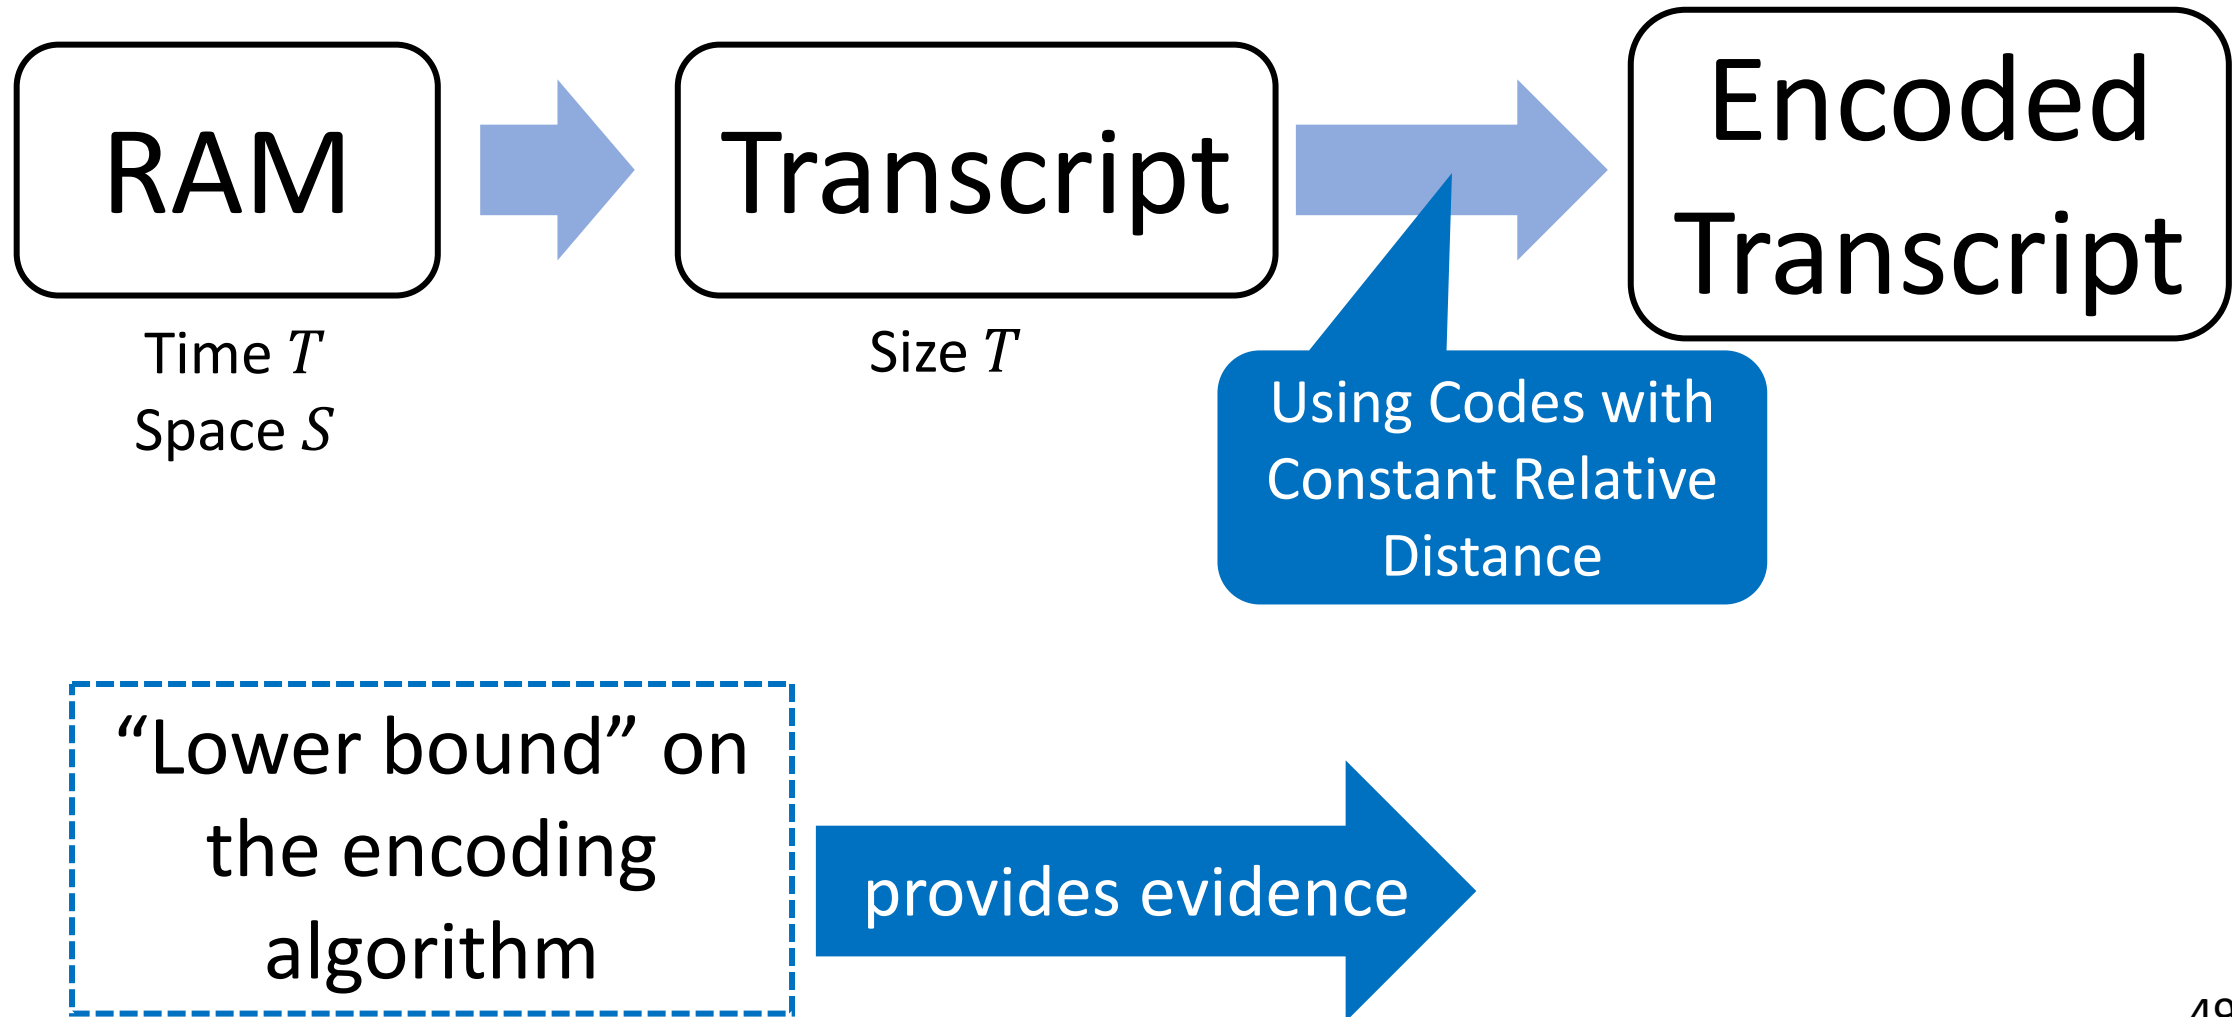 RAM
Time T
Space S
Transcript
Size T
Encoded
Transcript
Using Codes with
Constant Relative
Distance
“Lower bound” on
the encoding
algorithm
provides evidence
49